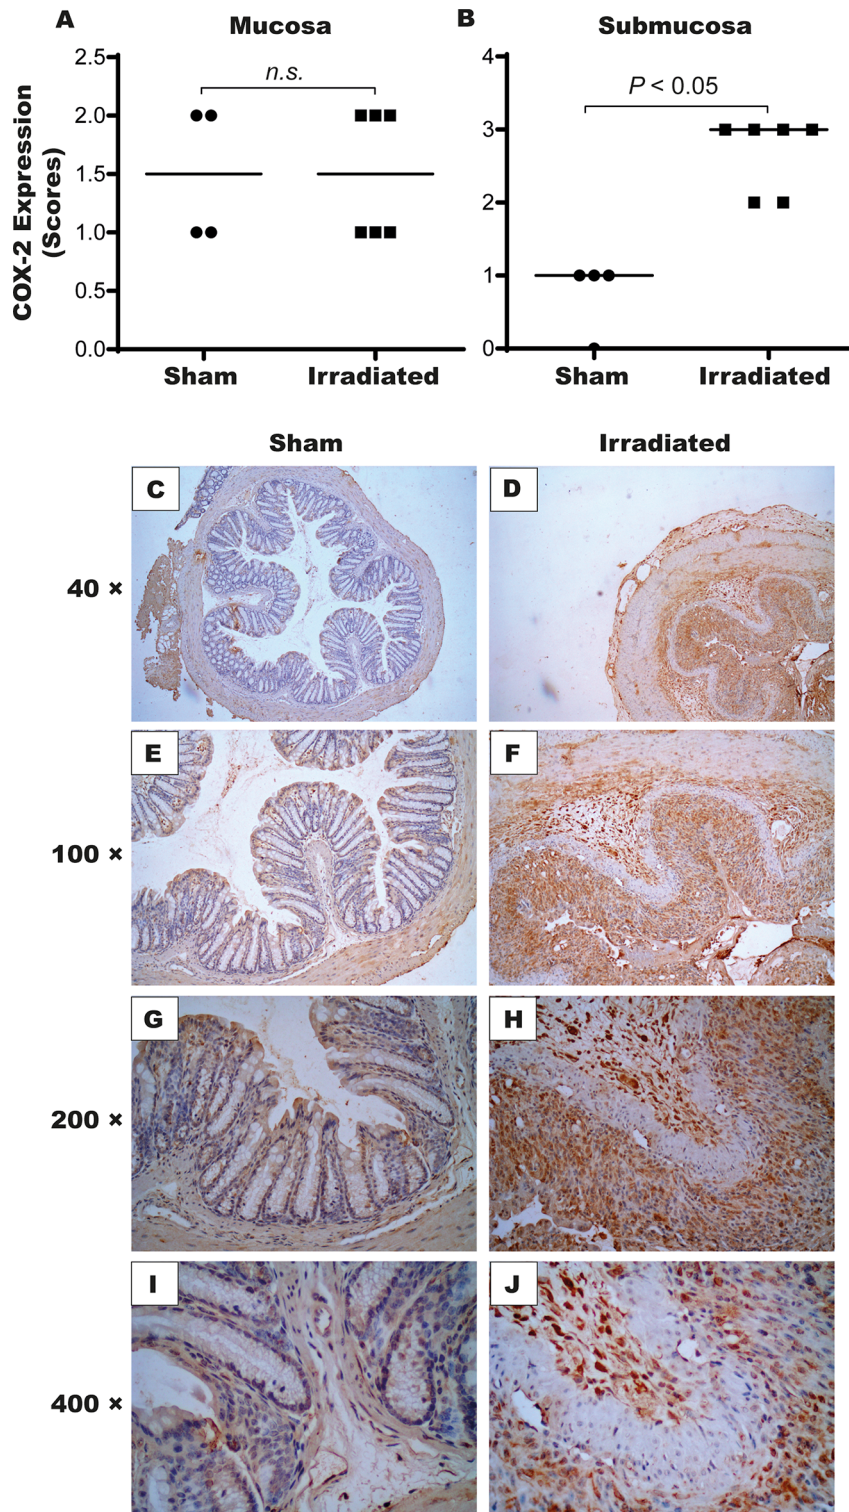 A
Mucosa
COX-2 Expression
(Scores)
2.5
2.0
1.5
1.0
0.5
0.0
n.s.
Sham
Irradiated
B
Submucosa
4
3
2
1
0
P < 0.05
Sham
Irradiated
Sham
Irradiated
40 ×
C
D
100 ×
E
F
200 ×
G
H
400 ×
I
J